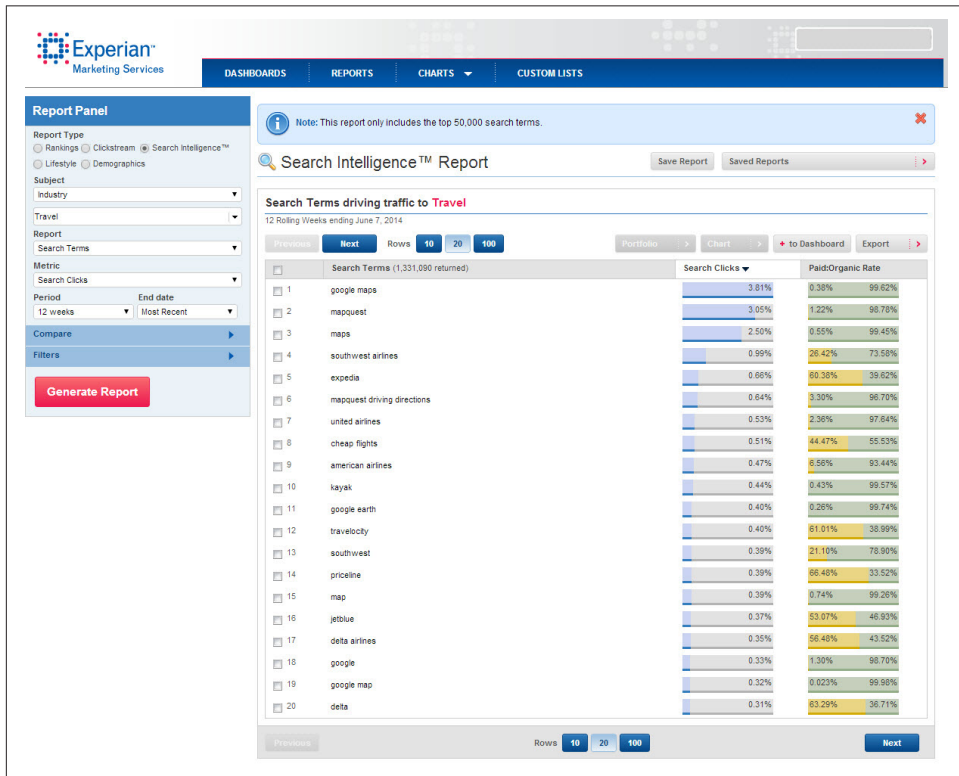 Experian™
Marketing Services
DASHBOARDS REPORTS CHARTS CUSTOM LISTS
Report Panel
Report Type
Rankings Clickstream Search Intelligence™
Lifestyle Demographics
Subject
Industry
Travel
Report
Search Terms
Metric
Search Clicks
Period End date
12 weeks Most Recent
Compare
Filters
Generate Report
Note: This report only includes the top 50,000 search terms.
Search Intelligence™ Report
Save Report Saved Reports
Search Terms driving traffic to Travel
12 Rolling Weeks ending June 7, 2014
Previous Next Rows 10 20 100 Portfolio Chart + to Dashboard Export
Search Terms (1,331,090 returned) Search Clicks Paid:Organic Rate
1 google maps 3.81% 0.38% 99.62%
2 mapquest 3.05% 1.22% 98.78%
3 maps 2.50% 0.55% 99.45%
4 southwest airlines 0.99% 26.42% 73.58%
5 expedia 0.66% 60.38% 39.62%
6 mapquest driving directions 0.64% 3.30% 96.70%
7 united airlines 0.53% 2.36% 97.64%
8 cheap flights 0.51% 44.47% 55.53%
9 american airlines 0.47% 6.56% 93.44%
10 kayak 0.44% 0.43% 99.57%
11 google earth 0.40% 0.26% 99.74%
12 travelocity 0.40% 61.01% 38.99%
13 southwest 0.39% 21.10% 78.90%
14 priceline 0.39% 66.48% 33.52%
15 map 0.39% 0.74% 99.26%
16 jetblue 0.37% 53.07% 46.93%
17 delta airlines 0.35% 56.48% 43.52%
18 google 0.33% 1.30% 98.70%
19 google map 0.32% 0.023% 99.98%
20 delta 0.31% 63.29% 36.71%
Previous Rows 10 20 100 Next